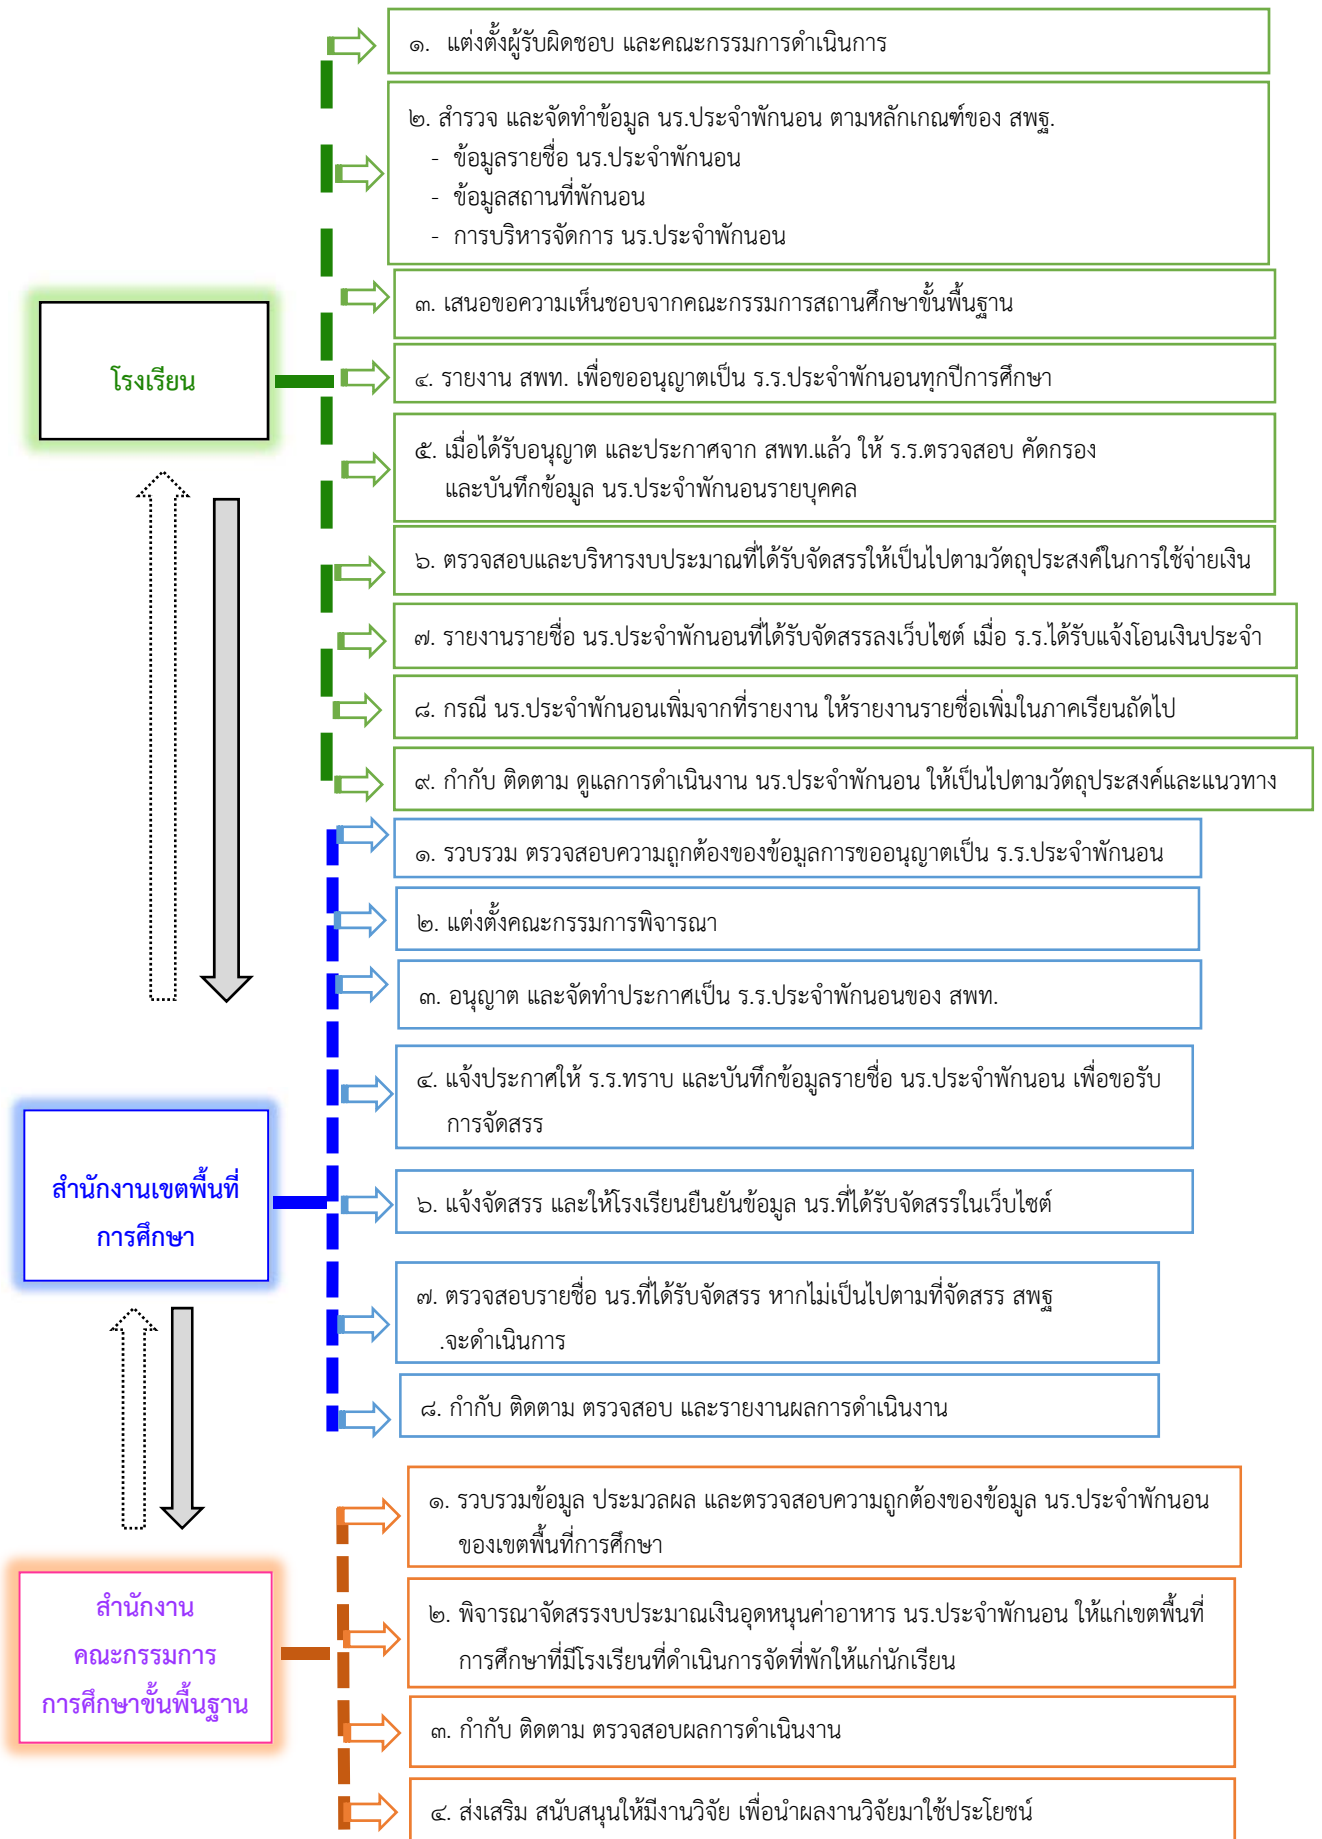 ๑. แต่งตั้งผู้รับผิดชอบ และคณะกรรมการดำเนินการ
๒. สำรวจ และจัดทำข้อมูล นร.ประจำพักนอน ตามหลักเกณฑ์ของ สพฐ.
- ข้อมูลรายชื่อ นร.ประจำพักนอน
- ข้อมูลสถานที่พักนอน
- การบริหารจัดการ นร.ประจำพักนอน
๓. เสนอขอความเห็นชอบจากคณะกรรมการสถานศึกษาขั้นพื้นฐาน
โรงเรียน
๔. รายงาน สพท. เพื่อขออนุญาตเป็น ร.ร.ประจำพักนอนทุกปีการศึกษา
๕. เมื่อได้รับอนุญาต และประกาศจาก สพท.แล้ว ให้ ร.ร.ตรวจสอบ คัดกรอง
และบันทึกข้อมูล นร.ประจำพักนอนรายบุคคล
๖. ตรวจสอบและบริหารงบประมาณที่ได้รับจัดสรรให้เป็นไปตามวัตถุประสงค์ในการใช้จ่ายเงิน
๗. รายงานรายชื่อ นร.ประจำพักนอนที่ได้รับจัดสรรลงเว็บไซต์ เมื่อ ร.ร.ได้รับแจ้งโอนเงินประจำ
๘. กรณี นร.ประจำพักนอนเพิ่มจากที่รายงาน ให้รายงานรายชื่อเพิ่มในภาคเรียนถัดไป
๙. กำกับ ติดตาม ดูแลการดำเนินงาน นร.ประจำพักนอน ให้เป็นไปตามวัตถุประสงค์และแนวทาง
๑. รวบรวม ตรวจสอบความถูกต้องของข้อมูลการขออนุญาตเป็น ร.ร.ประจำพักนอน
๒. แต่งตั้งคณะกรรมการพิจารณา
๓. อนุญาต และจัดทำประกาศเป็น ร.ร.ประจำพักนอนของ สพท.
๔. แจ้งประกาศให้ ร.ร.ทราบ และบันทึกข้อมูลรายชื่อ นร.ประจำพักนอน เพื่อขอรับ
การจัดสรร
สำนักงานเขตพื้นที่
การศึกษา
๖. แจ้งจัดสรร และให้โรงเรียนยืนยันข้อมูล นร.ที่ได้รับจัดสรรในเว็บไซต์
๗. ตรวจสอบรายชื่อ นร.ที่ได้รับจัดสรร หากไม่เป็นไปตามที่จัดสรร สพฐ
.จะดำเนินการ
๘. กำกับ ติดตาม ตรวจสอบ และรายงานผลการดำเนินงาน
๑. รวบรวมข้อมูล ประมวลผล และตรวจสอบความถูกต้องของข้อมูล นร.ประจำพักนอน
ของเขตพื้นที่การศึกษา
สำนักงาน
คณะกรรมการ
การศึกษาขั้นพื้นฐาน
๒. พิจารณาจัดสรรงบประมาณเงินอุดหนุนค่าอาหาร นร.ประจำพักนอน ให้แก่เขตพื้นที่
การศึกษาที่มีโรงเรียนที่ดำเนินการจัดที่พักให้แก่นักเรียน
๓. กำกับ ติดตาม ตรวจสอบผลการดำเนินงาน
๔. ส่งเสริม สนับสนุนให้มีงานวิจัย เพื่อนำผลงานวิจัยมาใช้ประโยชน์